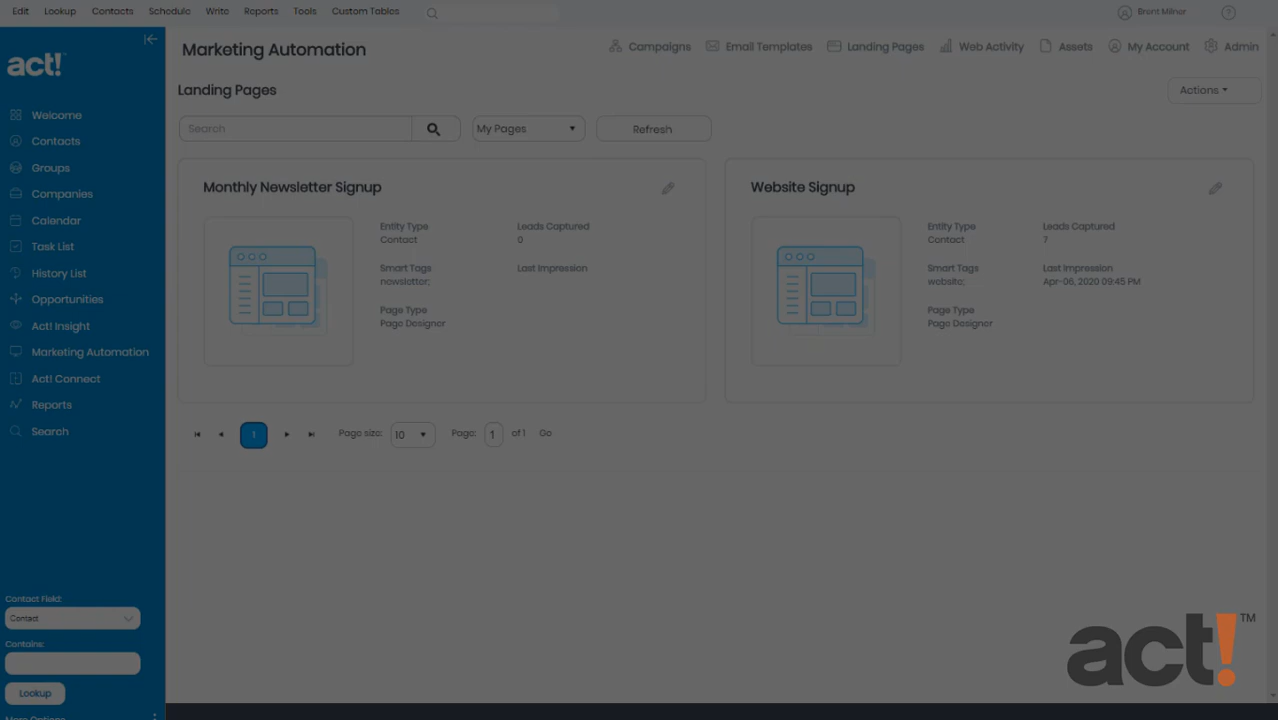 Edit Lookup Contacts Schedule Write Reports Tools Custom Tables Brent Milnar
act!
Marketing Automation
Campaigns Email Templates Landing Pages Web Activity Assets My Account Admin
Landing Pages
Actions
Search My Pages Refresh
Welcome
Contacts
Groups
Companies
Calendar
Task List
History List
Opportunities
Act! Insight
Marketing Automation
Act! Connect
Reports
Search
Monthly Newsletter Signup
Entity Type
Contact
Leads Captured
0
Smart Tags
newsletter;
Last Impression
Page Type
Page Designer
Website Signup
Entity Type
Contact
Leads Captured
7
Smart Tags
website;
Last Impression
Apr-06, 2020 09:45 PM
Page Type
Page Designer
1 Page size: 10 Page: 1 of 1 Go
Contact Field:
Contact
Contains:
Lookup
More Options
act!™